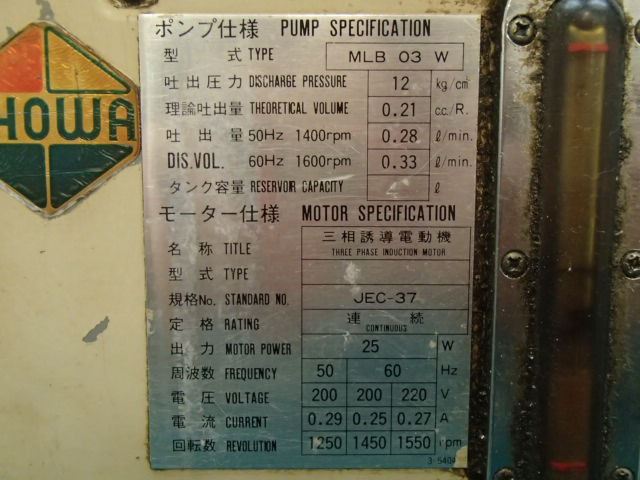 HOWA
ポンプ仕様 PUMP SPECIFICATION
型 式 TYPE MLB 03 W
吐出圧力 DISCHARGE PRESSURE 12 kg/cm²
理論吐出量 THEORETICAL VOLUME 0.21 c.c./R.
吐出量 50Hz 1400rpm 0.28 ℓ/min.
DIS.VOL. 60Hz 1600rpm 0.33 ℓ/min.
タンク容量 RESERVOIR CAPACITY ℓ
モーター仕様 MOTOR SPECIFICATION
名 称 TITLE 三相誘導電動機
THREE PHASE INDUCTION MOTOR
型 式 TYPE
規格No. STANDARD NO. JEC-37
定 格 RATING 連 続
CONTINUOUS
出 力 MOTOR POWER 25 W
周波数 FREQUENCY 50 60 Hz
電 圧 VOLTAGE 200 200 220 V
電 流 CURRENT 0.29 0.25 0.27 A
回転数 REVOLUTION 1250 1450 1550 rpm